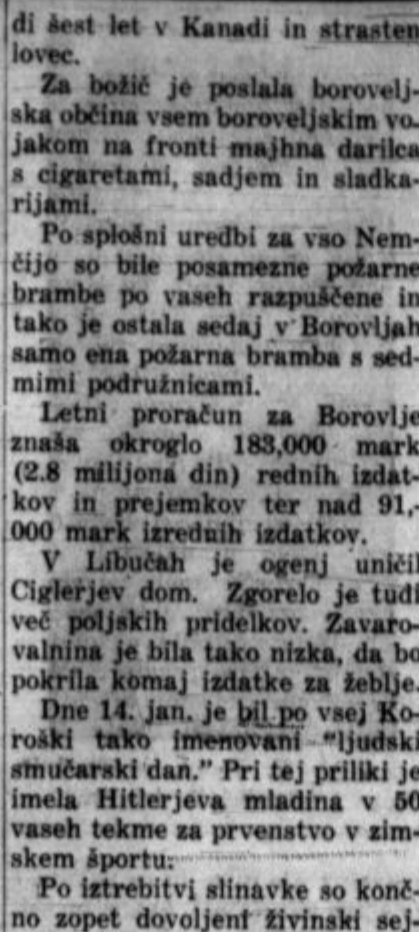 di šest let v Kanadi in strasten
lovec.
Za božič je poslala borovelj-
ska občina vsem boroveljskim vo-
jakom na fronti majhna darilca
s cigaretami, sadjem in sladka-
rijami.
Po splošni uredbi za vso Nem-
čijo so bile posamezne požarne
brambe po vaseh razpuščene in
tako je ostala sedaj v Borovljah
samo ena požarna bramba s sed-
mimi podružnicami.
Letni proračun za Borovlje
znaša okroglo 183,000 mark
(2.8 milijona din) rednih izdat-
kov in prejemkov ter nad 91,-
000 mark izrednih izdatkov.
V Libučah je ogenj uničil
Ciglerjev dom. Zgorelo je tudi
več poljskih pridelkov. Zavaro-
valnina je bila tako nizka, da bo
pokrila komaj izdatke za žeblje.
Dne 14. jan. je bil po vsej Ko-
roški tako imenovani "ljudski
smučarski dan." Pri tej priliki je
imela Hitlerjeva mladina v 50
vaseh tekme za prvenstvo v zim-
skem športu.
Po iztrebitvi slinavke so konč-
no zopet dovoljeni živinski sej-